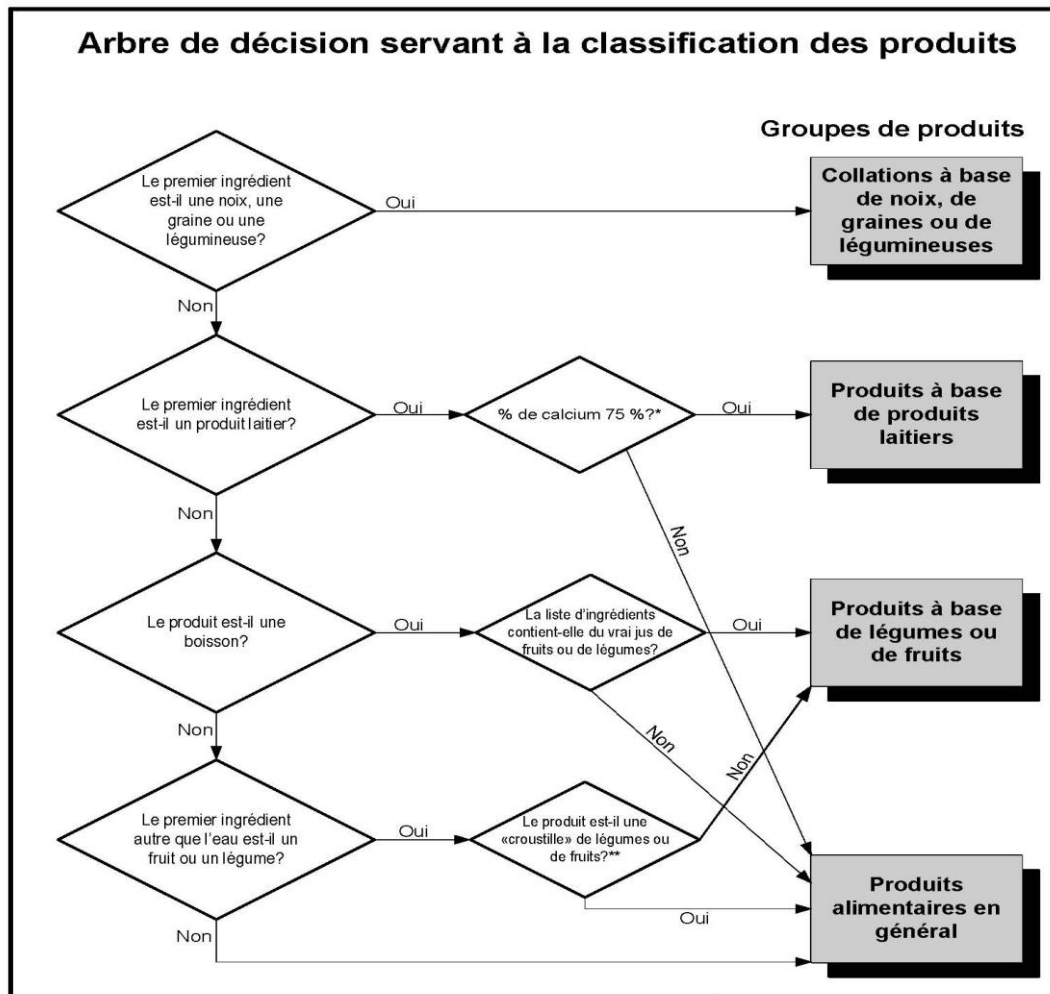 Arbre de décision servant à la classification des produits
Groupes de produits
Le premier ingrédient
est-il une noix, une
graine ou une
légumineuse?
Oui
Collations à base
de noix, de
graines ou de
légumineuses
Non
Le premier ingrédient
est-il un produit laitier?
Oui
% de calcium 75 %?*
Oui
Produits à base
de produits
laitiers
Non
Non
Le produit est-il une
boisson?
Oui
La liste d'ingrédients
contient-elle du vrai jus de
fruits ou de légumes?
Oui
Produits à base
de légumes ou
de fruits
Non
Non
Non
Le premier ingrédient
autre que l'eau est-il un
fruit ou un légume?
Oui
Le produit est-il une
«croustille» de légumes ou
de fruits?**
Oui
Produits
alimentaires en
général
Non